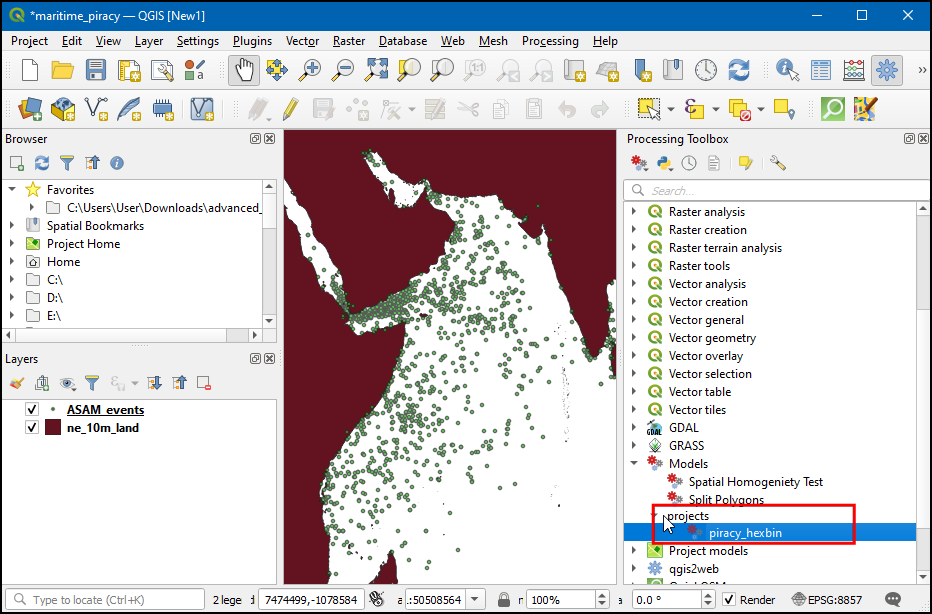 *maritime_piracy — QGIS [New1]
Project Edit View Layer Settings Plugins Vector Raster Database Web Mesh Processing Help
Browser
Favorites
C:\Users\User\Downloads\advanced_
Spatial Bookmarks
Project Home
Home
C:\
D:\
E:\
Layers
ASAM_events
ne_10m_land
Processing Toolbox
Search...
Raster analysis
Raster creation
Raster terrain analysis
Raster tools
Vector analysis
Vector creation
Vector general
Vector geometry
Vector overlay
Vector selection
Vector table
Vector tiles
GDAL
GRASS
Models
Spatial Homogeniety Test
Split Polygons
projects
piracy_hexbin
Project models
qgis2web
Type to locate (Ctrl+K) 2 lege 7474499,-1078584 a .:50508564 100% a 0.0 ° Render EPSG:8857